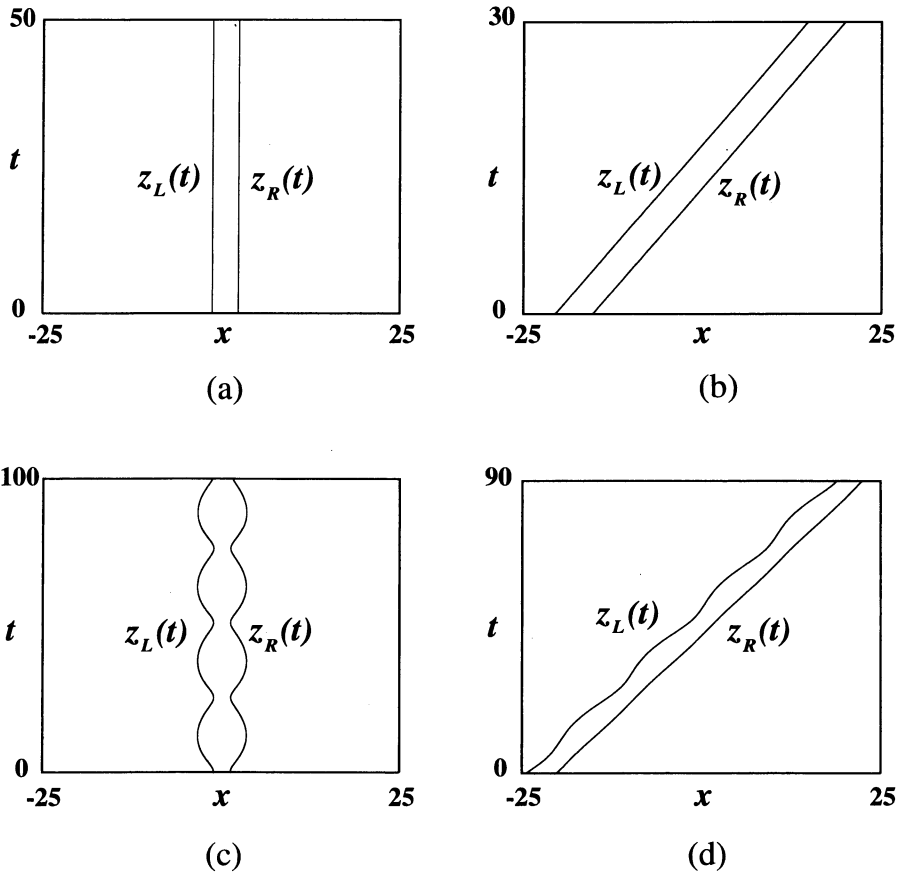 50 30
t z_L(t) z_R(t) t z_L(t) z_R(t)
0 0
-25 x 25 -25 x 25
(a) (b)
100 90
t z_L(t) z_R(t) t z_L(t) z_R(t)
0 0
-25 x 25 -25 x 25
(c) (d)